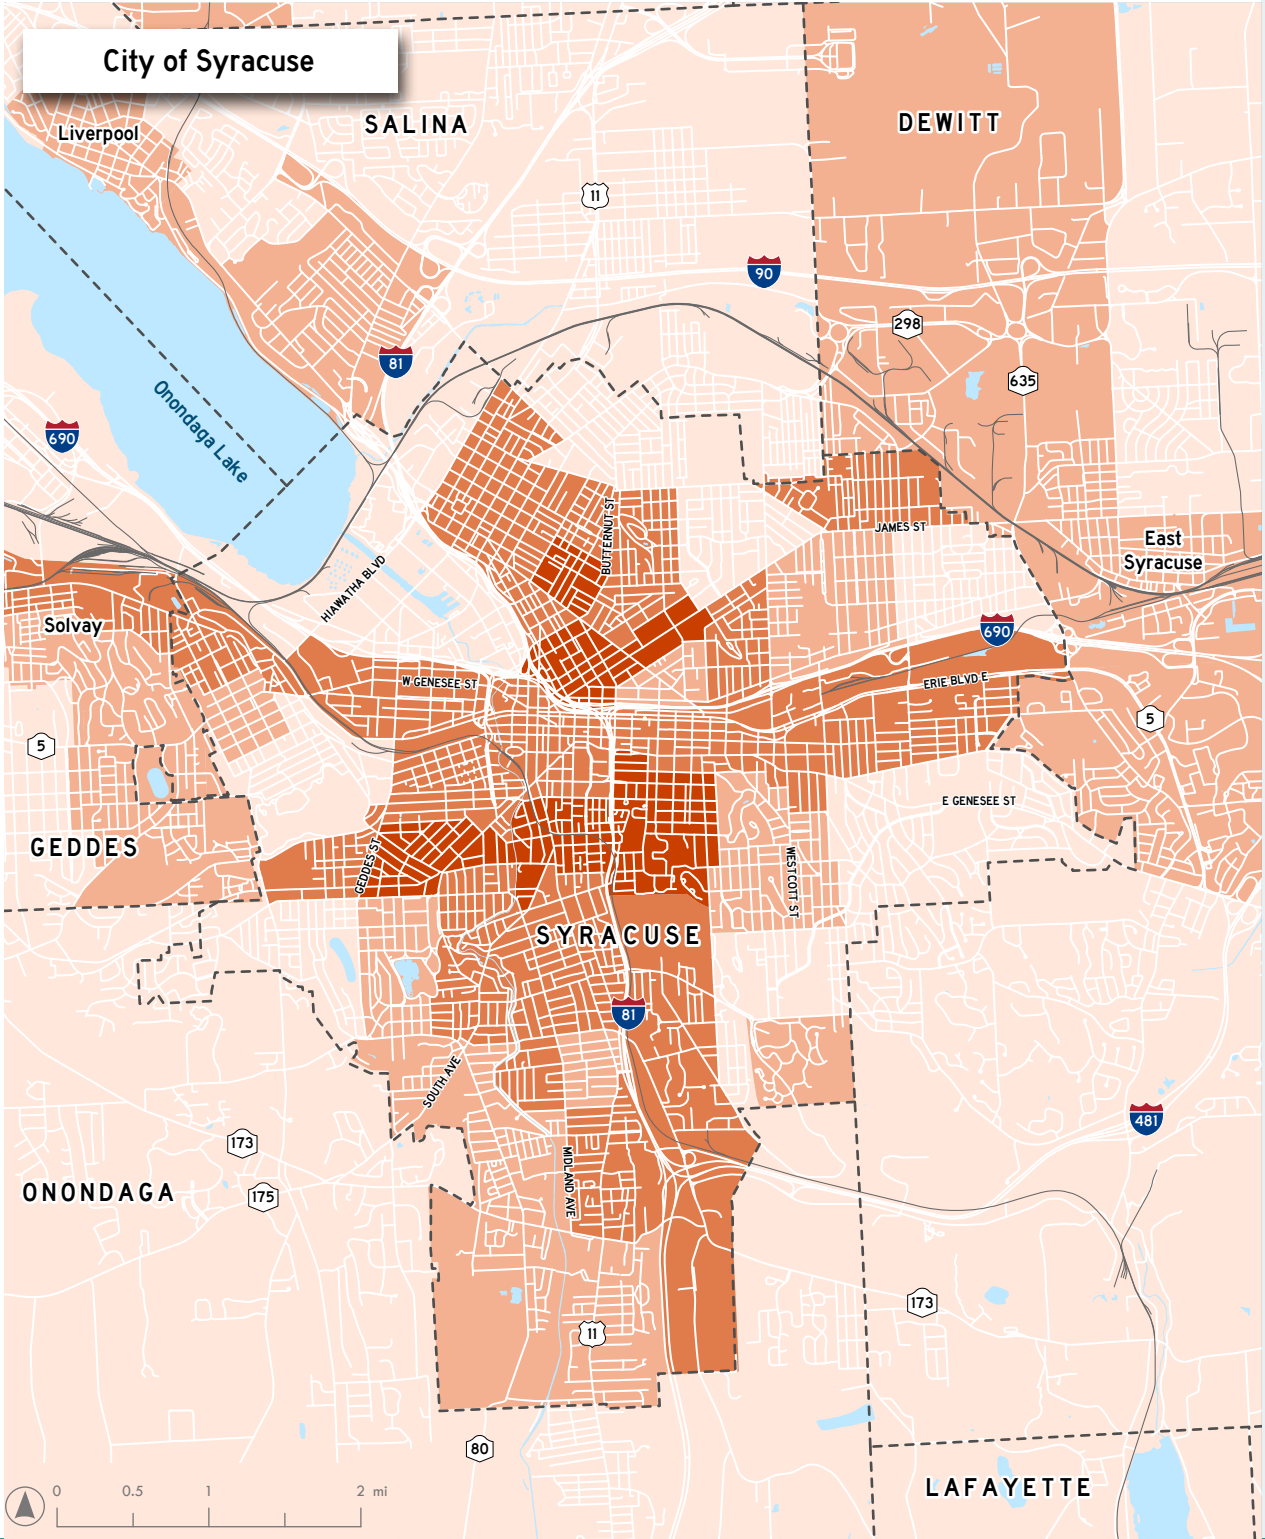 City of Syracuse
Liverpool
SALINA
DEWITT
11
90
298
81
635
Onondaga Lake
690
BUTTERNUT ST
JAMES ST
East
Syracuse
HIAWATHA BLVD
Solvay
690
W GENESEE ST
ERIE BLVD E
5
5
E GENESEE ST
GEDDES
GEDDES ST
WESTCOTT ST
SYRACUSE
81
SOUTH AVE
481
173
MIDLAND AVE
ONONDAGA
175
173
11
80
LAFAYETTE
0 0.5 1 2 mi